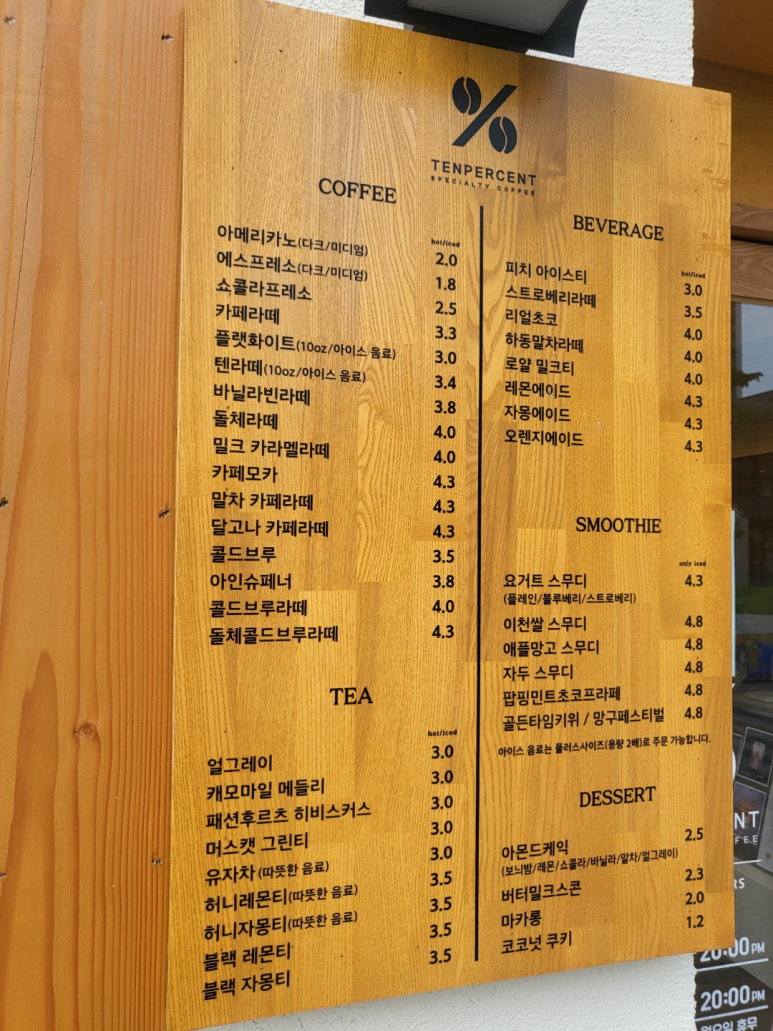 TENPERCENT
SPECIALTY COFFEE
COFFEE
hot/iced
아메리카노(다크/미디엄) 2.0
에스프레소(다크/미디엄) 1.8
쇼콜라프레소 2.5
카페라떼 3.3
플랫화이트(10oz/아이스 음료) 3.0
텐라떼(10oz/아이스 음료) 3.4
바닐라빈라떼 3.8
돌체라떼 4.0
밀크 카라멜라떼 4.0
카페모카 4.3
말차 카페라떼 4.3
달고나 카페라떼 4.3
콜드브루 3.5
아인슈페너 3.8
콜드브루라떼 4.0
돌체콜드브루라떼 4.3
TEA
hot/iced
얼그레이 3.0
캐모마일 메들리 3.0
패션후르츠 히비스커스 3.0
머스캣 그린티 3.0
유자차 (따뜻한 음료) 3.0
허니레몬티(따뜻한 음료) 3.5
허니자몽티(따뜻한 음료) 3.5
블랙 레몬티 3.5
블랙 자몽티 3.5
BEVERAGE
hot/iced
피치 아이스티 3.0
스트로베리라떼 3.5
리얼초코 4.0
하동말차라떼 4.0
로얄 밀크티 4.0
레몬에이드 4.3
자몽에이드 4.3
오렌지에이드 4.3
SMOOTHIE
only iced
요거트 스무디 4.3
(플레인/블루베리/스트로베리)
이천쌀 스무디 4.8
애플망고 스무디 4.8
자두 스무디 4.8
팝핑민트초코프라페 4.8
골든타임키위 / 망구페스티벌 4.8
아이스 음료는 플러스사이즈(용량 2배)로 주문 가능합니다.
DESSERT
아몬드케익 2.5
(보늬밤/레몬/쇼콜라/바닐라/말차/얼그레이)
버터밀크스콘 2.3
마카롱 2.0
코코넛 쿠키 1.2
20:00PM
20:00PM